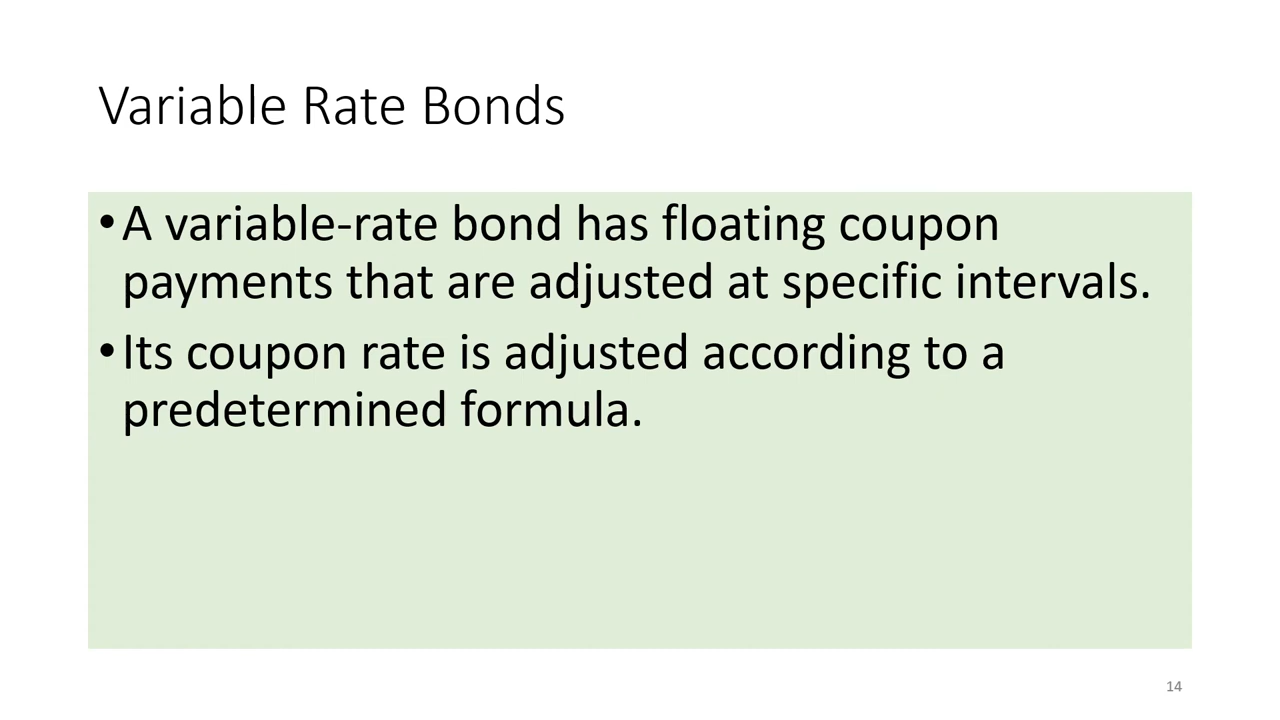 Variable Rate Bonds
•A variable-rate bond has floating coupon
payments that are adjusted at specific intervals.
•Its coupon rate is adjusted according to a
predetermined formula.
14